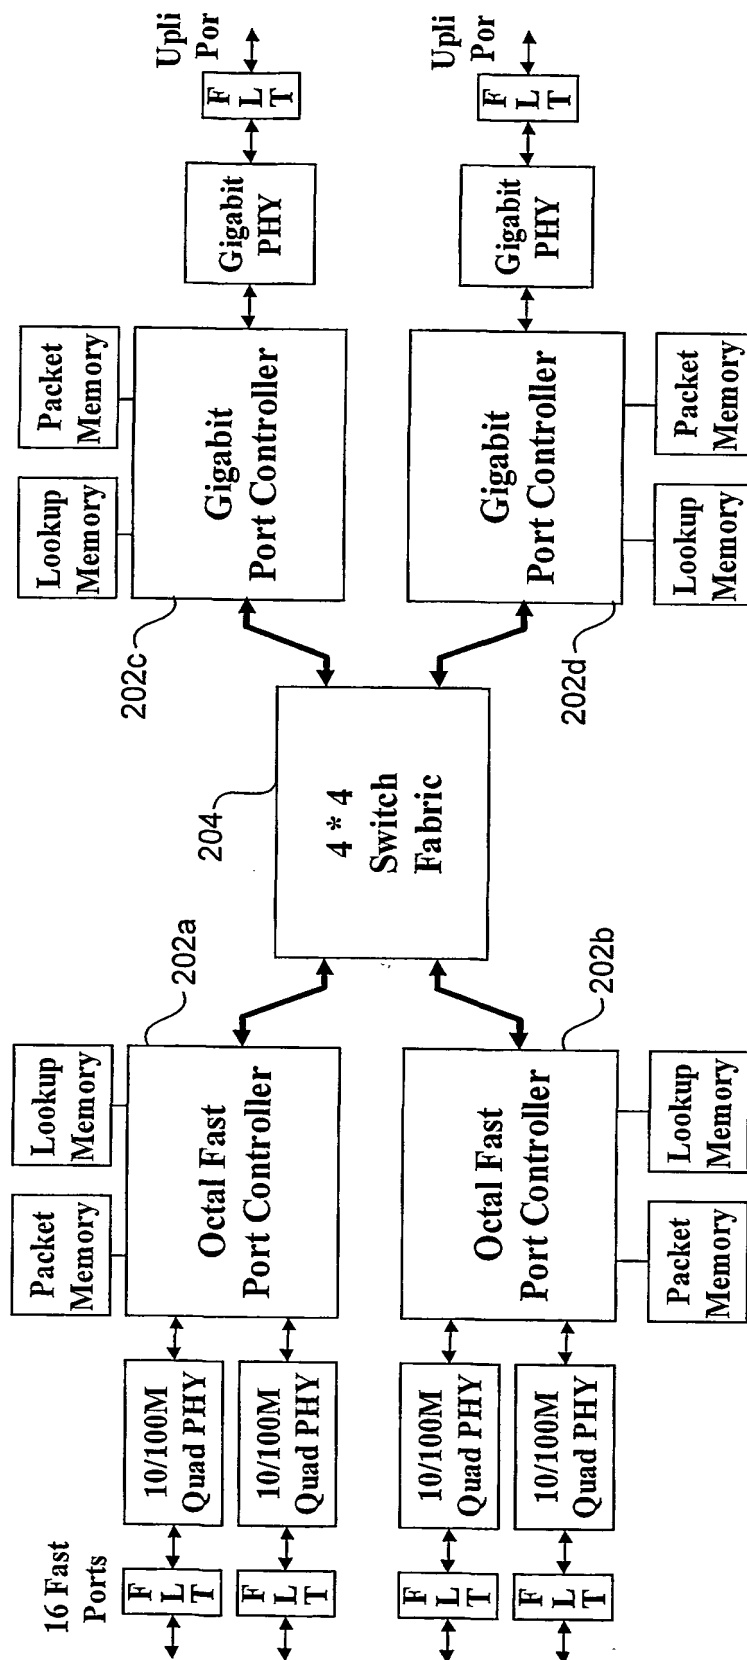 16 Fast
Ports
F
L
T
10/100M
Quad PHY
F
L
T
10/100M
Quad PHY
Packet
Memory
Lookup
Memory
Octal Fast
Port Controller
202a
F
L
T
10/100M
Quad PHY
F
L
T
10/100M
Quad PHY
Octal Fast
Port Controller
202b
Packet
Memory
Lookup
Memory
204
4 * 4
Switch
Fabric
202c
Lookup
Memory
Packet
Memory
Gigabit
Port Controller
Gigabit
PHY
F
L
T
Upli
Por
202d
Gigabit
Port Controller
Lookup
Memory
Packet
Memory
Gigabit
PHY
F
L
T
Upli
Por